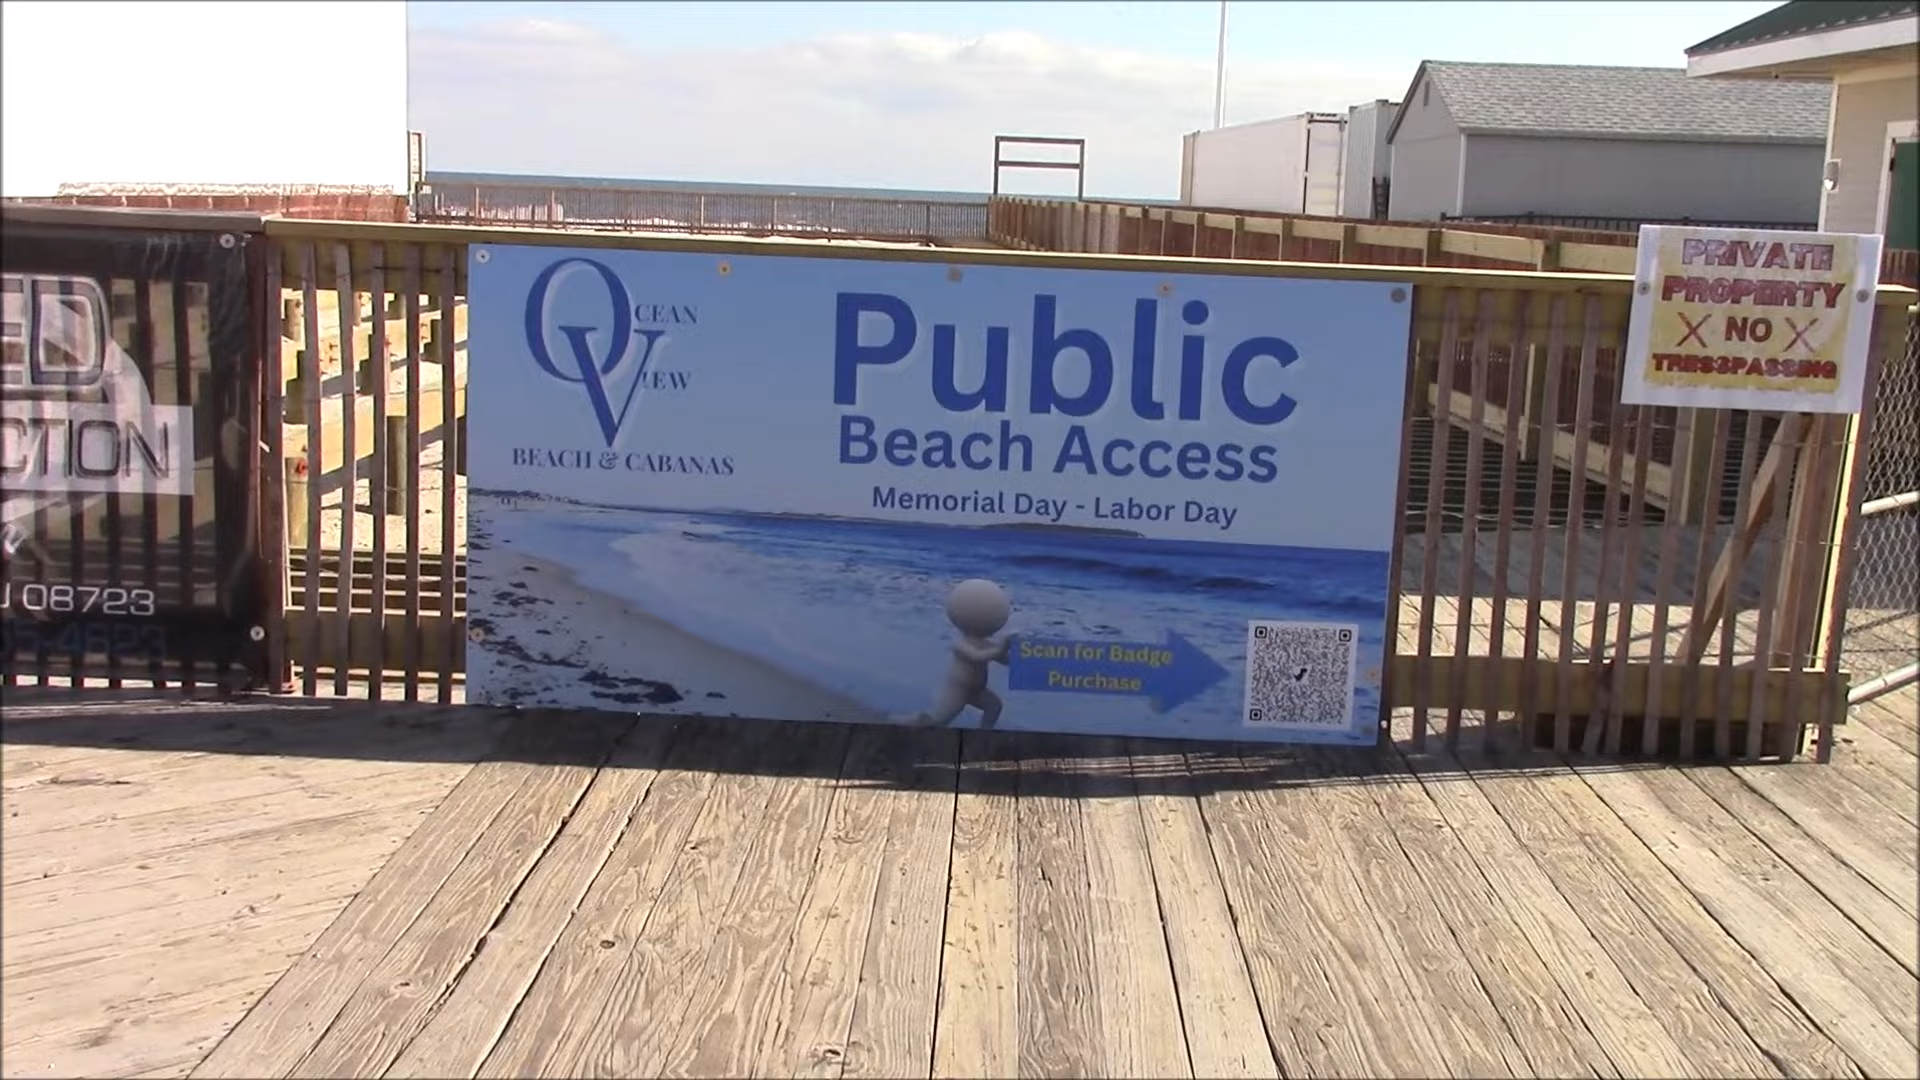 ED
CTION
J 08723
OCEAN
VIEW
BEACH & CABANAS
Public
Beach Access
Memorial Day - Labor Day
Scan for Badge
Purchase
PRIVATE
PROPERTY
X NO X
TRESSPASSING